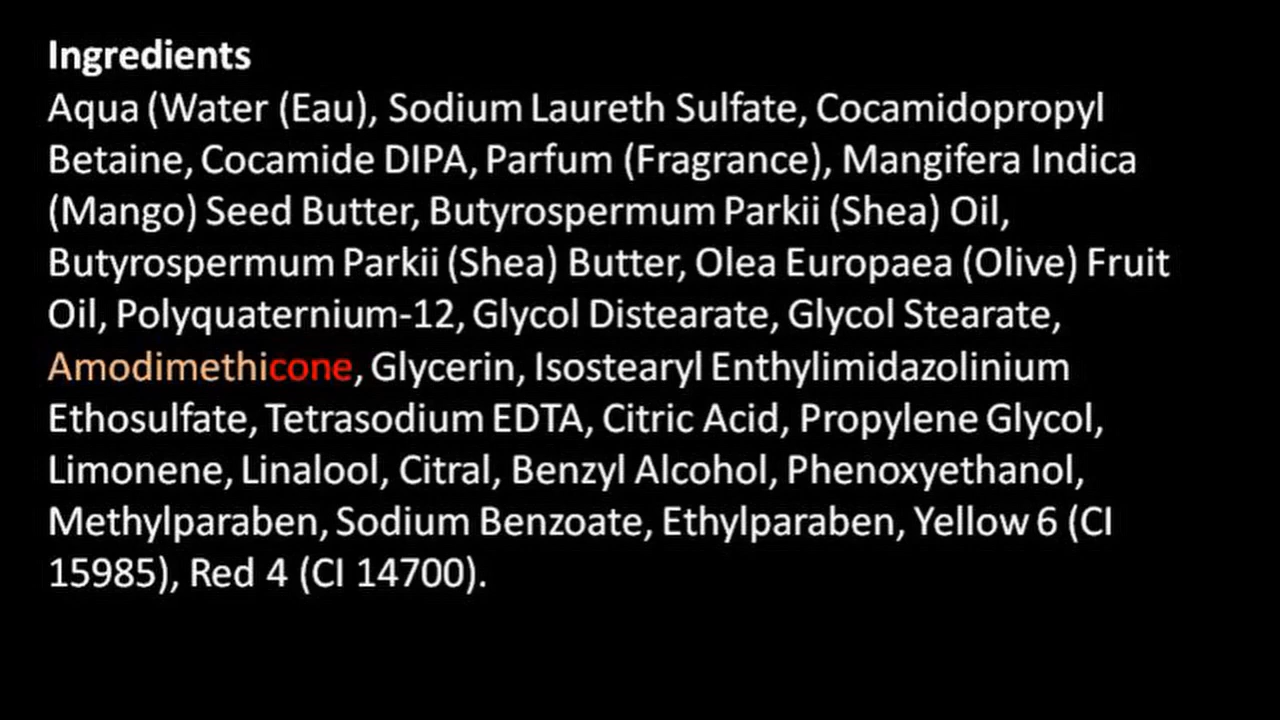 Ingredients
Aqua (Water (Eau), Sodium Laureth Sulfate, Cocamidopropyl
Betaine, Cocamide DIPA, Parfum (Fragrance), Mangifera Indica
(Mango) Seed Butter, Butyrospermum Parkii (Shea) Oil,
Butyrospermum Parkii (Shea) Butter, Olea Europaea (Olive) Fruit
Oil, Polyquaternium-12, Glycol Distearate, Glycol Stearate,
Amodimethicone, Glycerin, Isostearyl Enthylimidazolinium
Ethosulfate, Tetrasodium EDTA, Citric Acid, Propylene Glycol,
Limonene, Linalool, Citral, Benzyl Alcohol, Phenoxyethanol,
Methylparaben, Sodium Benzoate, Ethylparaben, Yellow 6 (CI
15985), Red 4 (CI 14700).